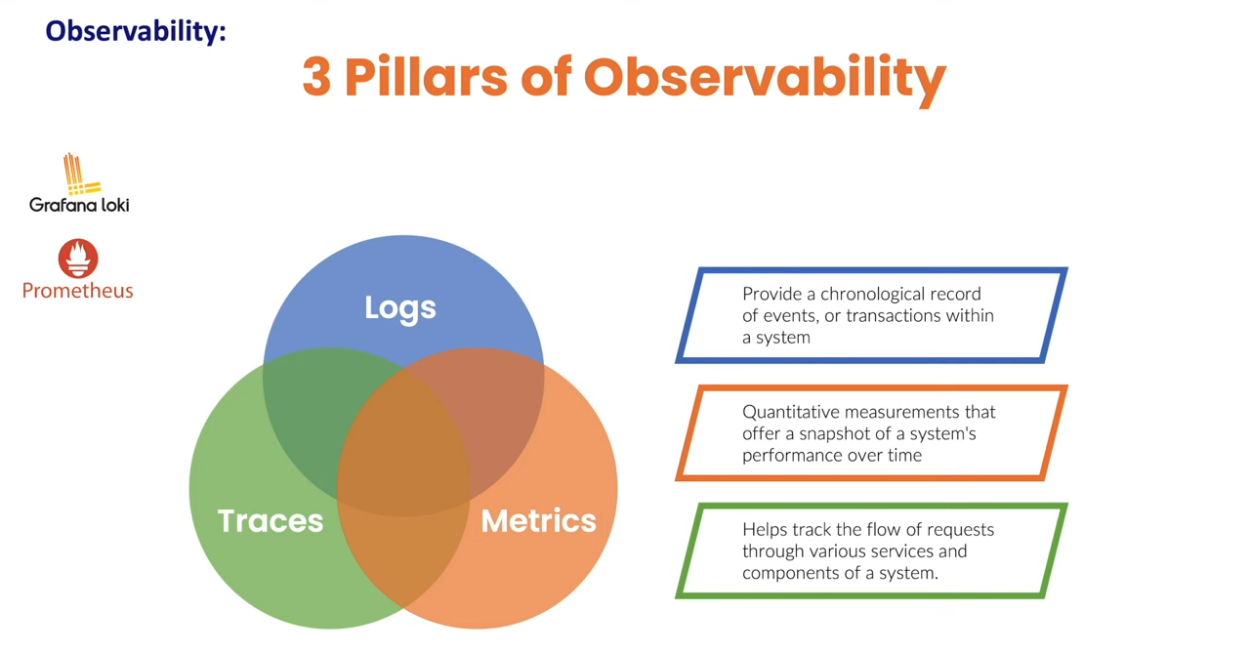 Observability:
3 Pillars of Observability
Grafana loki
Prometheus
Logs
Traces
Metrics
Provide a chronological record
of events, or transactions within
a system
Quantitative measurements that
offer a snapshot of a system's
performance over time
Helps track the flow of requests
through various services and
components of a system.